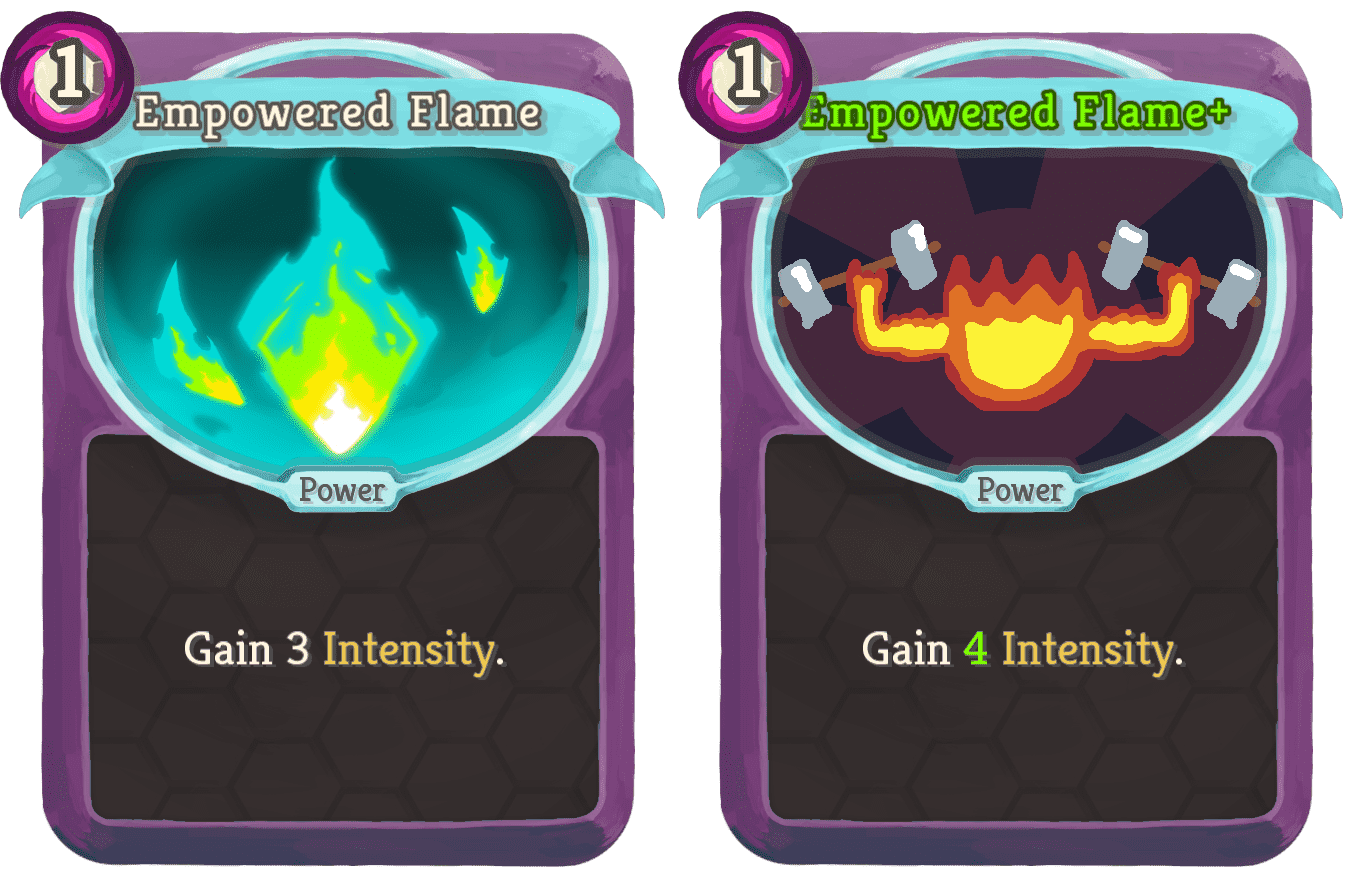 1
Empowered Flame
Power
Gain 3 Intensity.
1
Empowered Flame+
Power
Gain 4 Intensity.